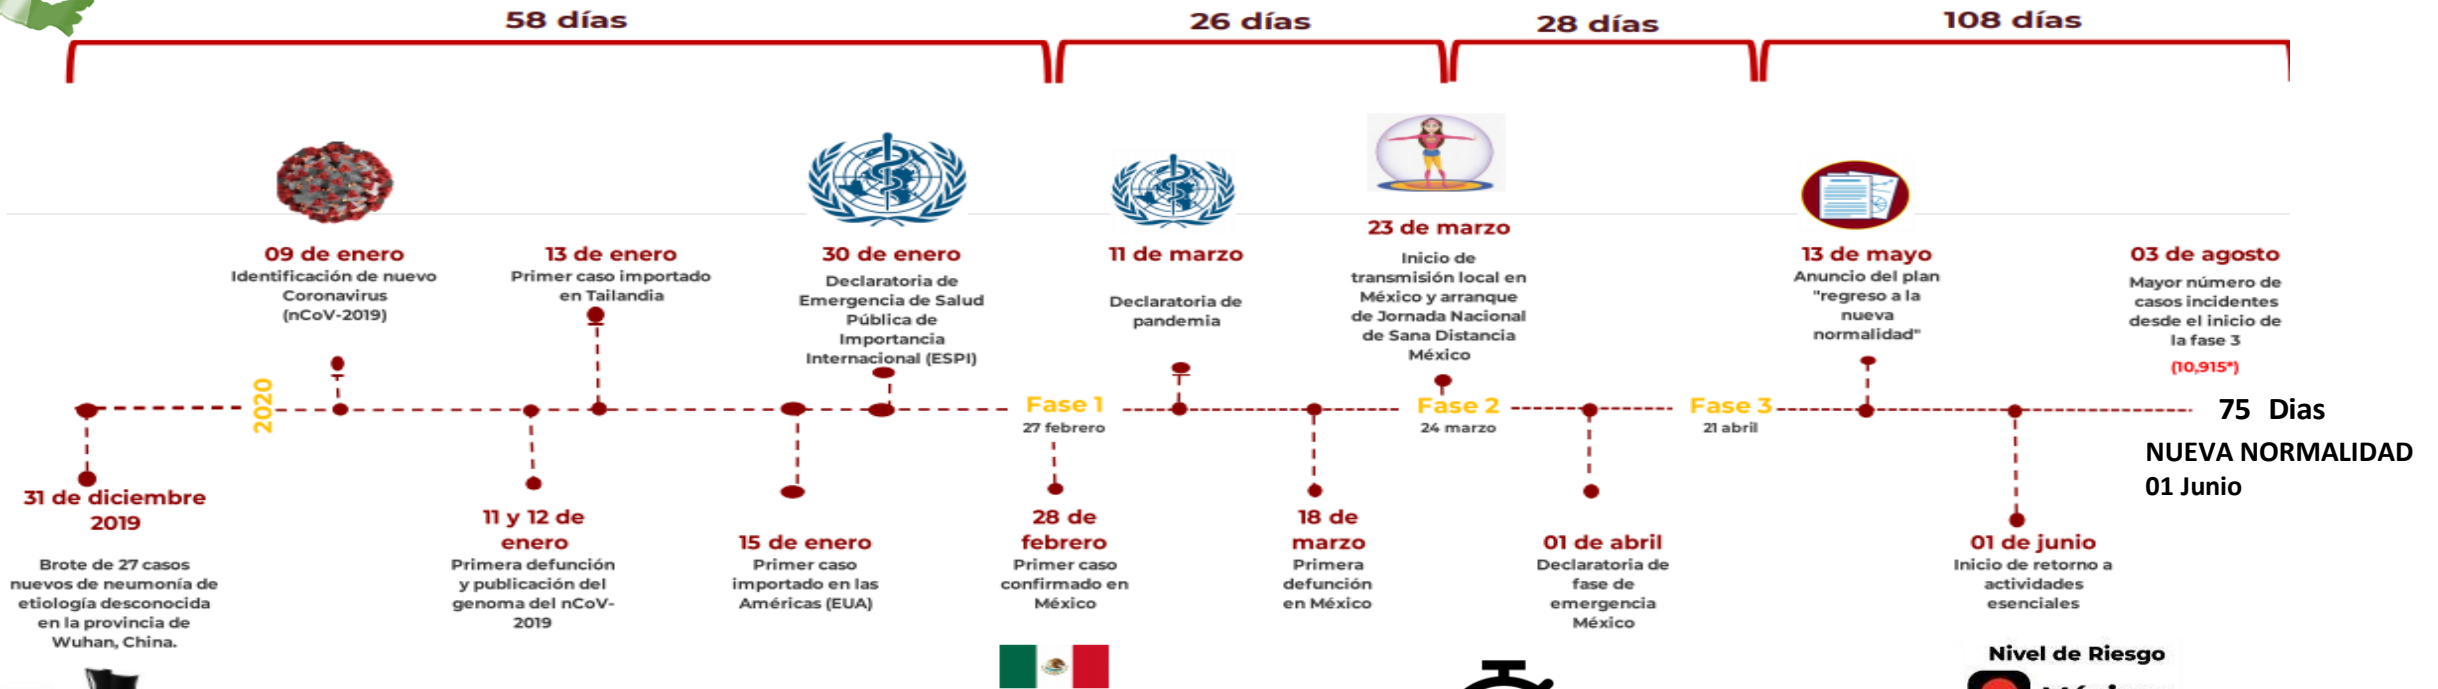 58 días
26 días
28 días
108 días
09 de enero
Identificación de nuevo
Coronavirus
(nCoV-2019)
13 de enero
Primer caso importado
en Tailandia
30 de enero
Declaratoria de
Emergencia de Salud
Pública de
Importancia
Internacional (ESPI)
11 de marzo
Declaratoria de
pandemia
23 de marzo
Inicio de
transmisión local en
México y arranque
de Jornada Nacional
de Sana Distancia
México
13 de mayo
Anuncio del plan
"regreso a la
nueva
normalidad"
03 de agosto
Mayor número de
casos incidentes
desde el inicio de
la fase 3
(10,915*)
2020
Fase 1
27 febrero
Fase 2
24 marzo
Fase 3
21 abril
75 Dias
NUEVA NORMALIDAD
01 Junio
31 de diciembre
2019
Brote de 27 casos
nuevos de neumonía de
etiología desconocida
en la provincia de
Wuhan, China.
11 y 12 de
enero
Primera defunción
y publicación del
genoma del nCoV-
2019
15 de enero
Primer caso
importado en las
Américas (EUA)
28 de
febrero
Primer caso
confirmado en
México
18 de
marzo
Primera
defunción
en México
01 de abril
Declaratoria de
fase de
emergencia
México
01 de junio
Inicio de retorno a
actividades
esenciales
Nivel de Riesgo